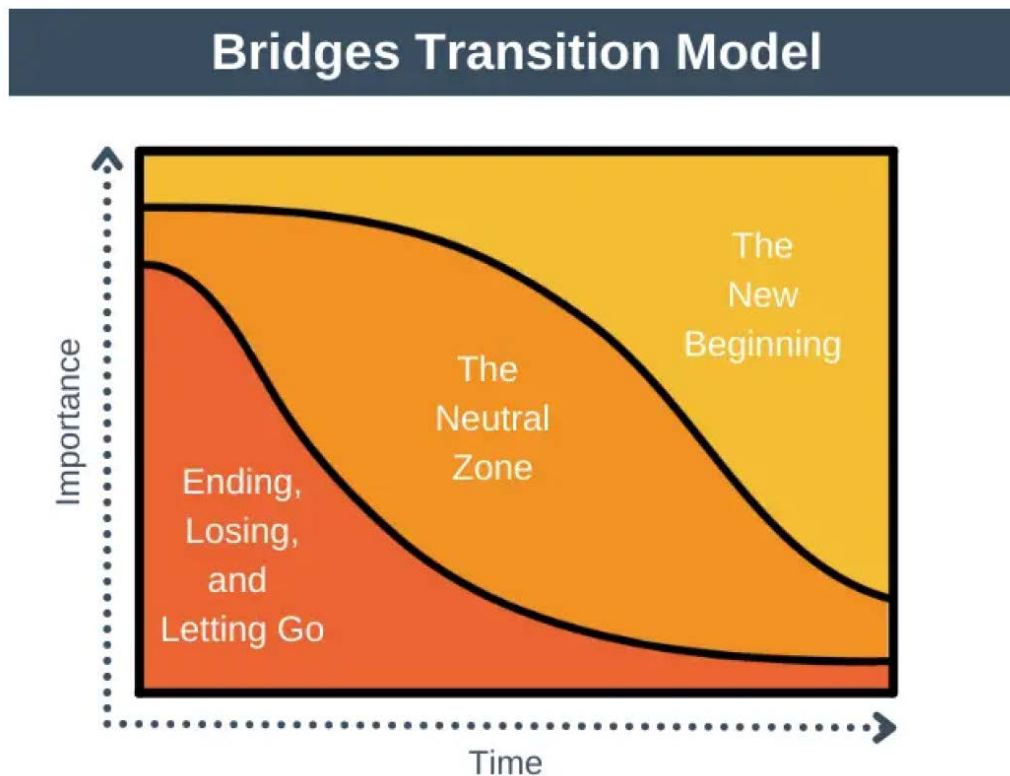 Bridges Transition Model
Importance
The
New
Beginning
The
Neutral
Zone
Ending,
Losing,
and
Letting Go
Time